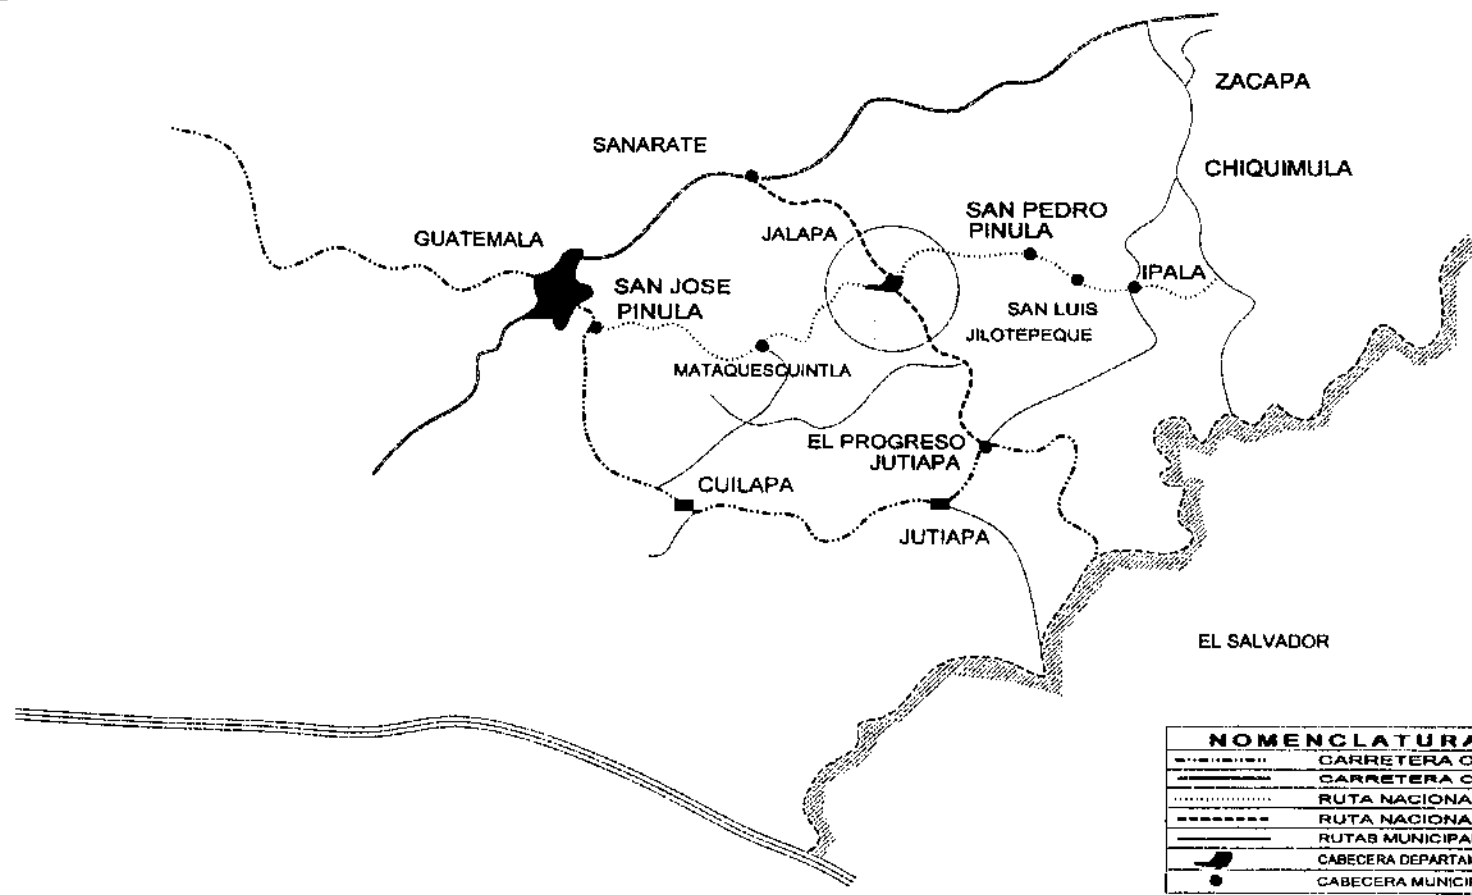 ZACAPA
SANARATE
CHIQUIMULA
SAN PEDRO
PINULA
JALAPA
GUATEMALA
IPALA
SAN JOSE
PINULA
SAN LUIS
JILOTEPEQUE
MATAQUESCUINTLA
EL PROGRESO
JUTIAPA
CUILAPA
JUTIAPA
EL SALVADOR
NOMENCLATURA
CARRETERA C
CARRETERA C
RUTA NACIONA
RUTA NACIONA
RUTAS MUNICIPA
CABECERA DEPARTAM
CABECERA MUNICIP